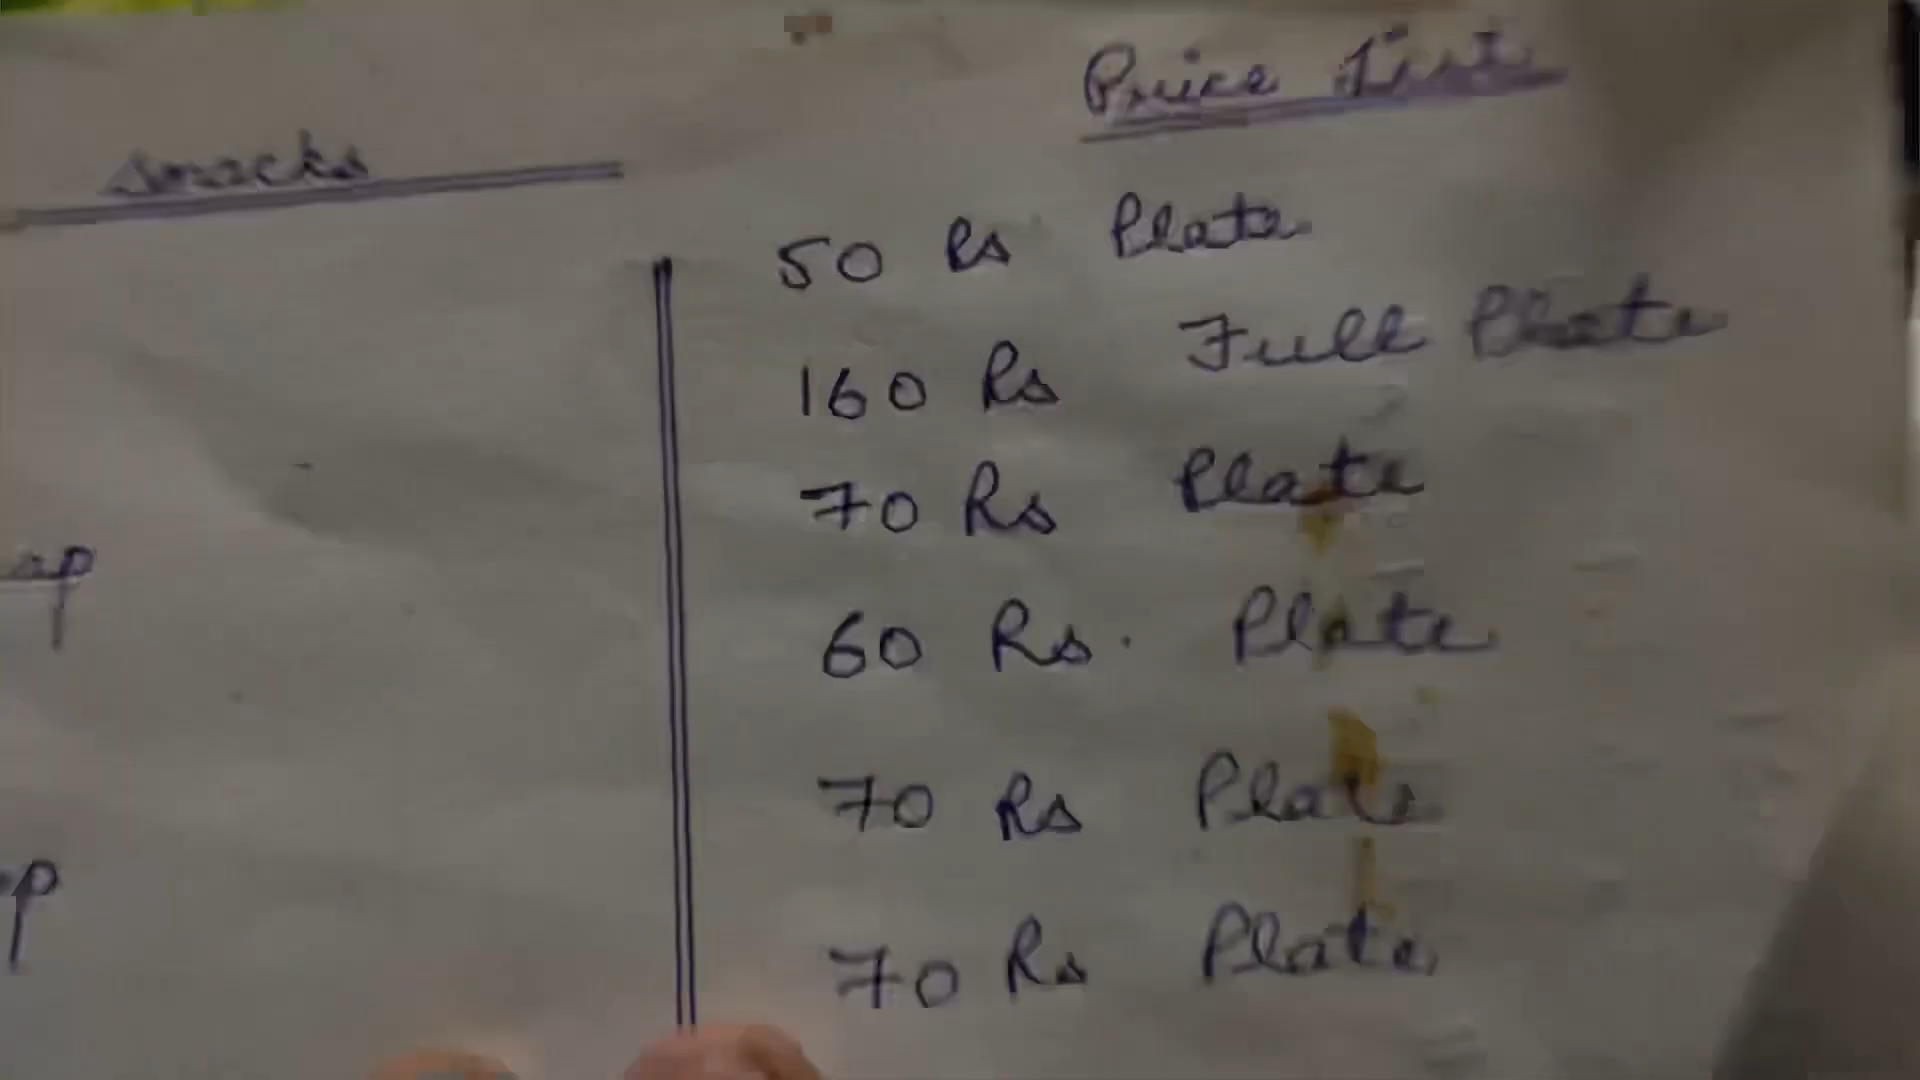 Price List
Snacks
50 Rs Plate
160 Rs Full Plate
70 Rs Plate
60 Rs. Plate
70 Rs Plate
70 Rs Plate